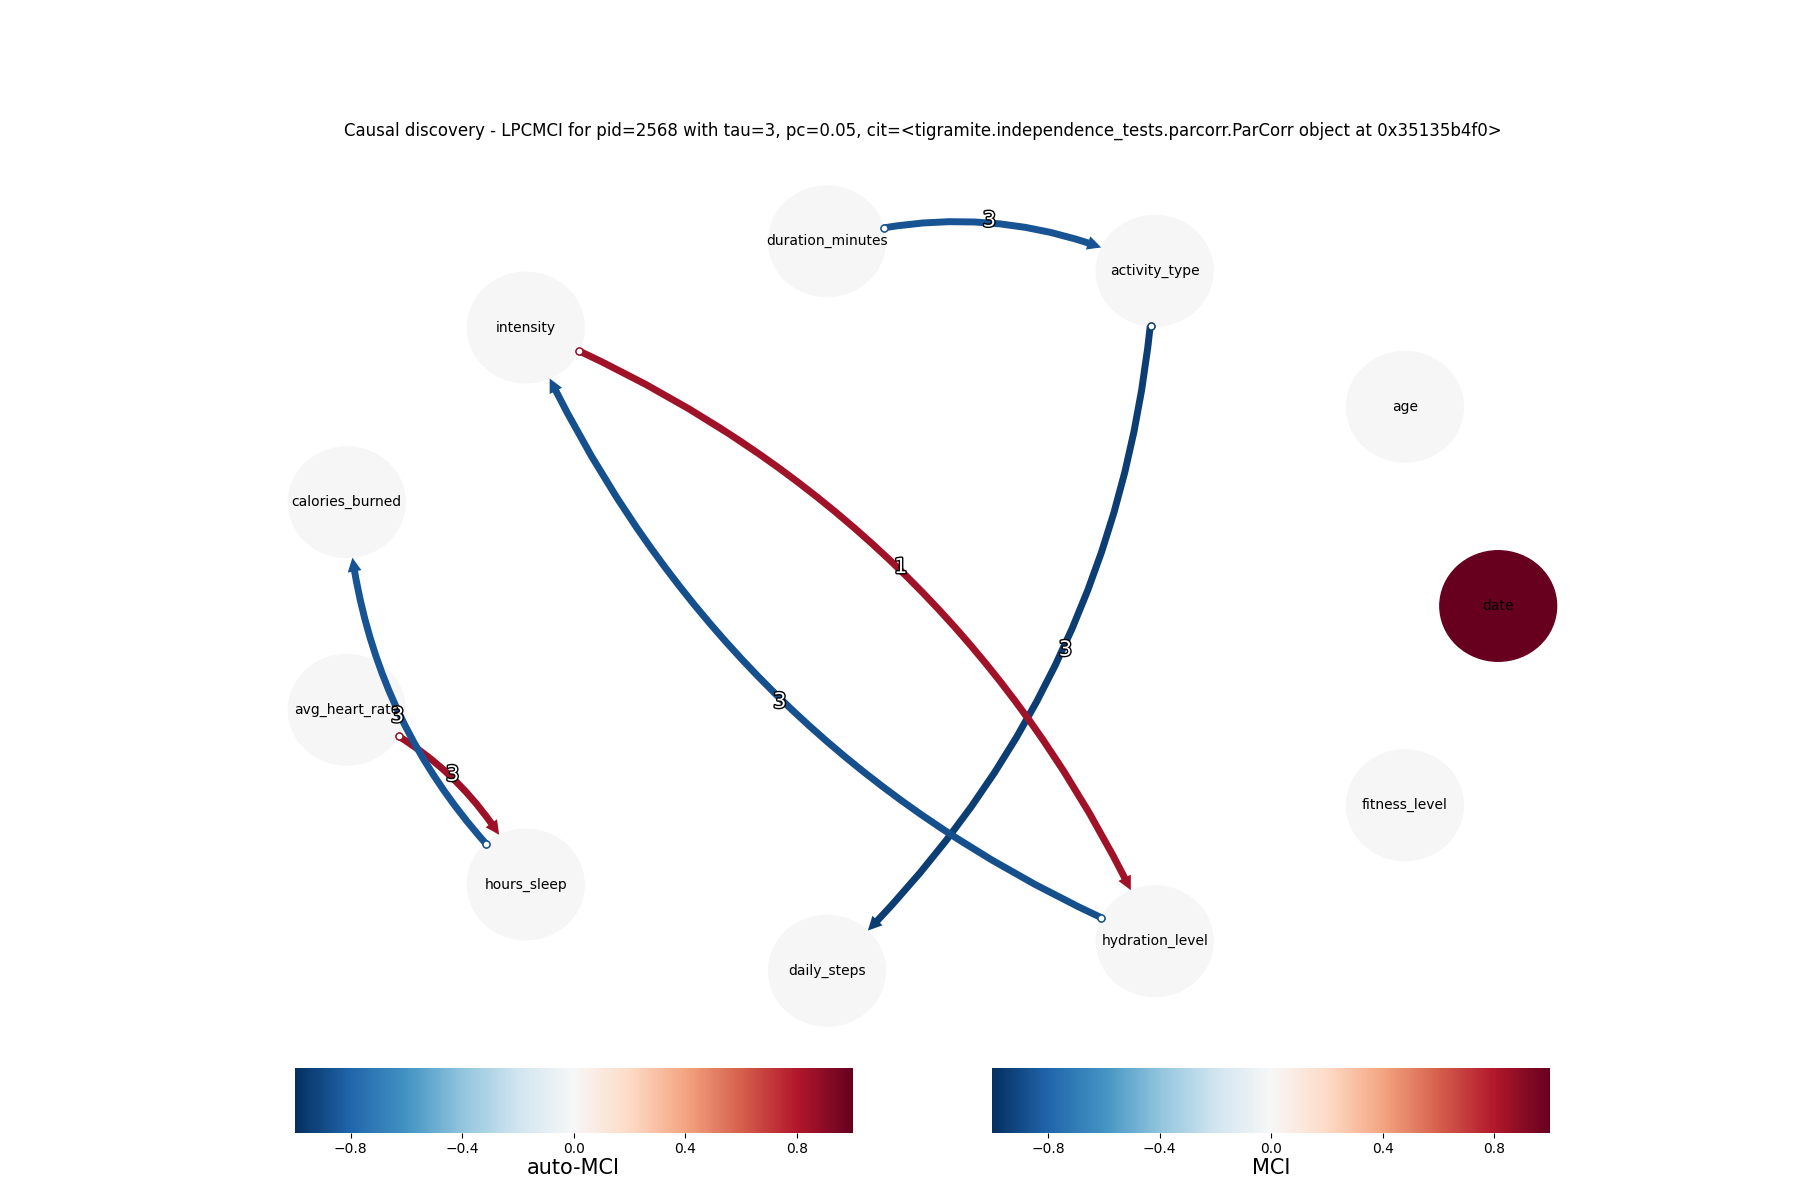 Causal discovery - LPCMCI for pid=2568 with tau=3, pc=0.05, cit=<tigramite.independence_tests.parcorr.ParCorr object at 0x35135b4f0>
3
duration_minutes
activity_type
intensity
age
calories_burned
1
date
3
3
avg_heart_rate
3
3
fitness_level
hours_sleep
hydration_level
daily_steps
−0.8 −0.4 0.0 0.4 0.8
auto-MCI
−0.8 −0.4 0.0 0.4 0.8
MCI